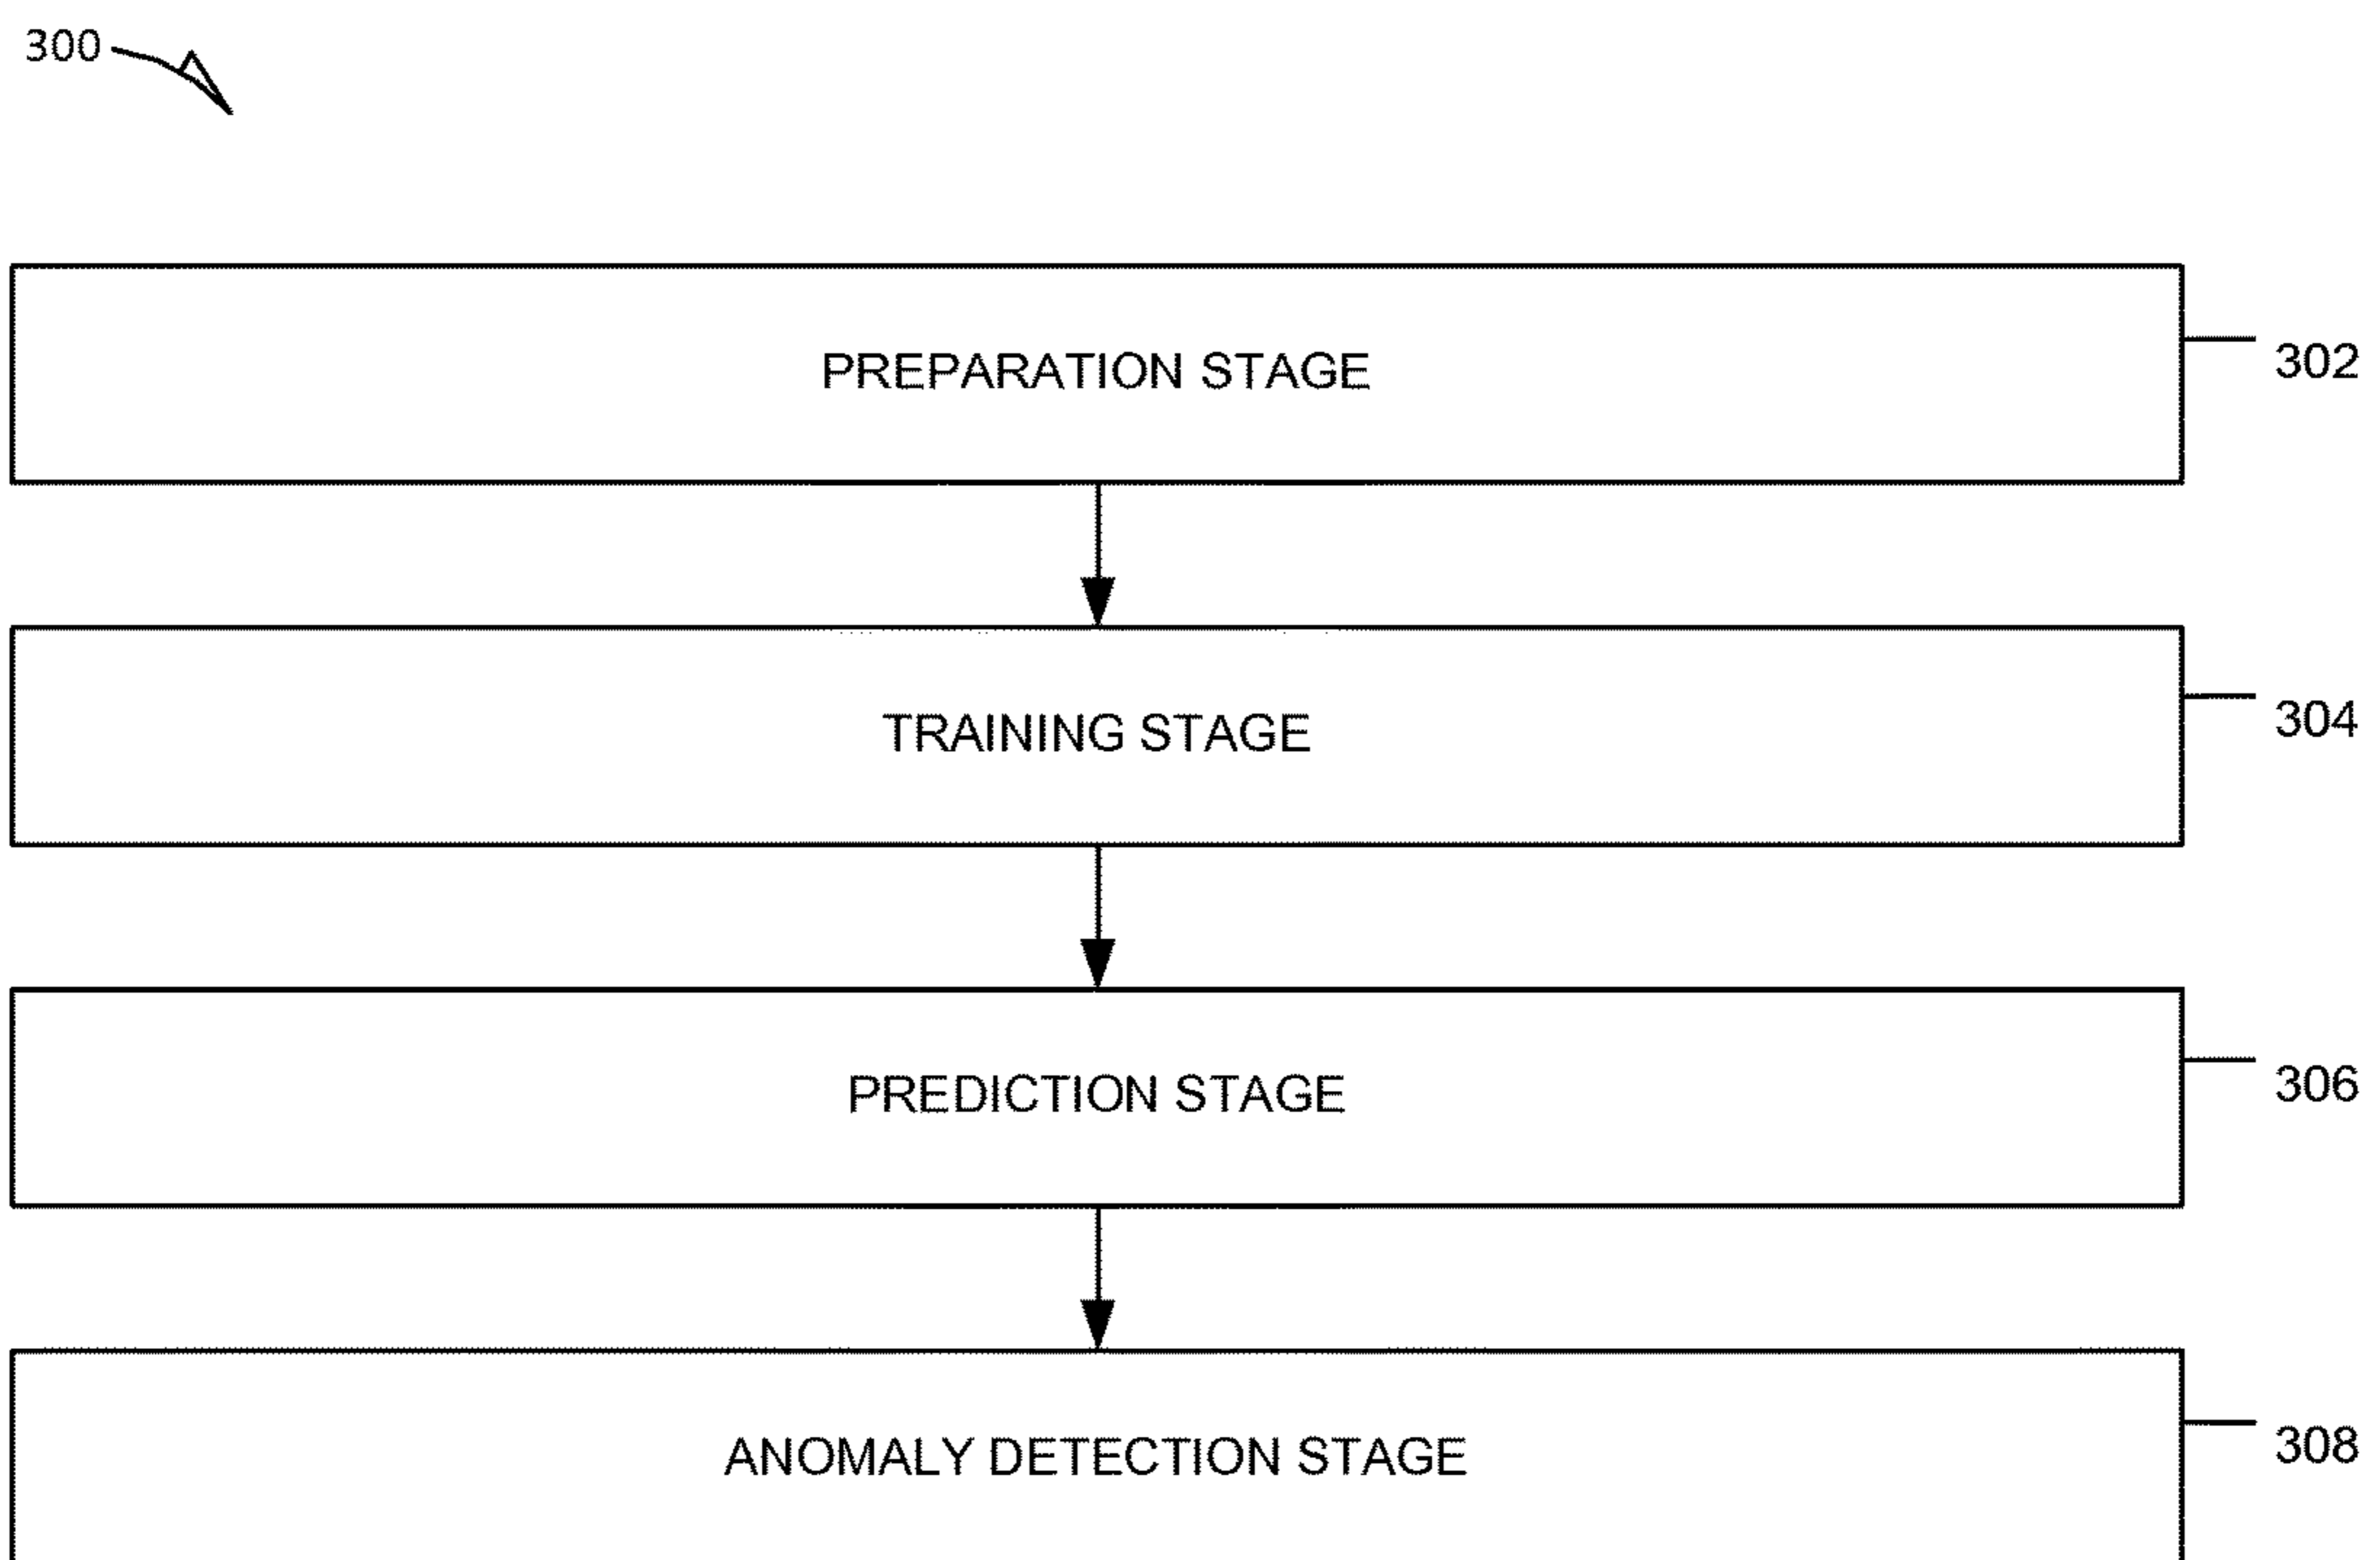 300
PREPARATION STAGE
302
TRAINING STAGE
304
PREDICTION STAGE
306
ANOMALY DETECTION STAGE
308